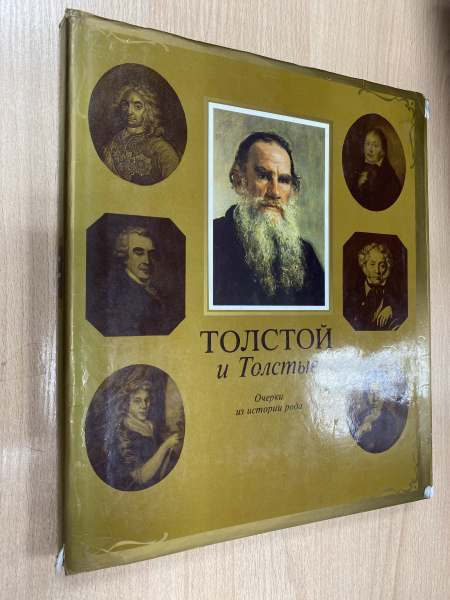 ТОЛСТОЙ
и Толстые
Очерки
из истории рода